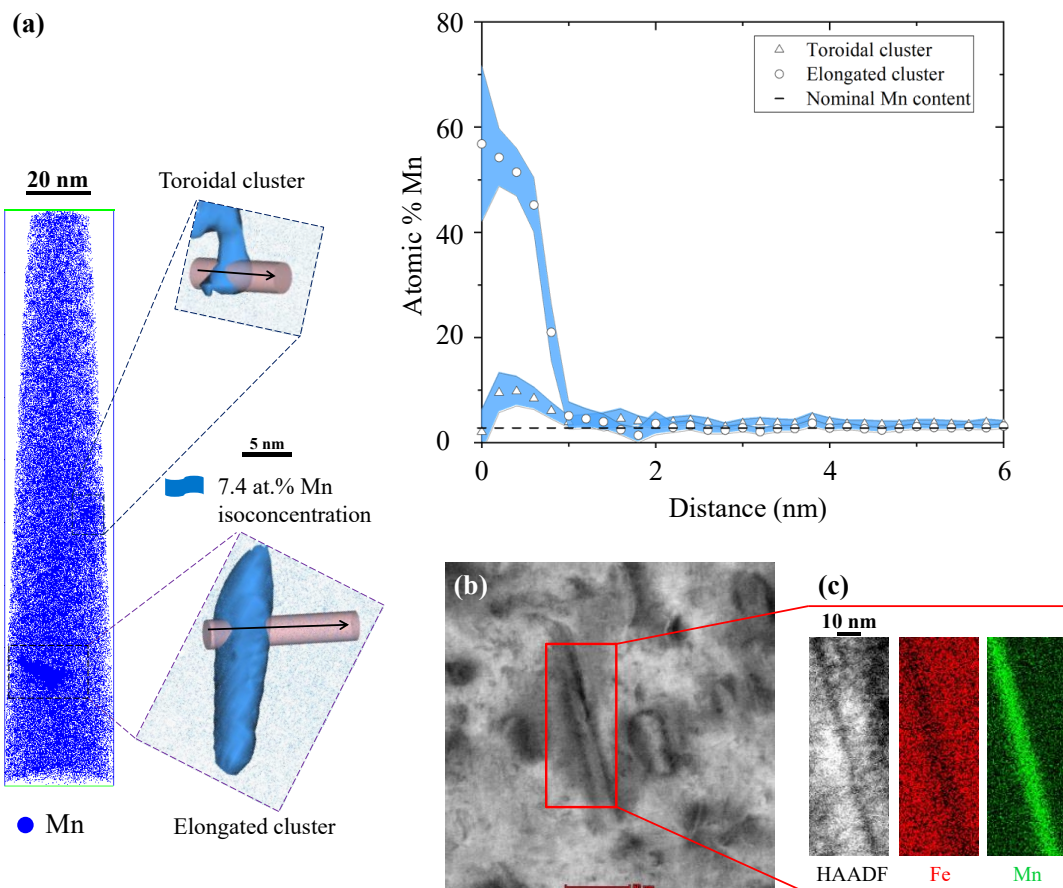 (a)
20 nm
Toroidal cluster
5 nm
7.4 at.% Mn
isoconcentration
Elongated cluster
Mn
80
60
40
20
0
Atomic % Mn
Toroidal cluster
Elongated cluster
Nominal Mn content
0
2
4
6
Distance (nm)
(b)
(c)
10 nm
HAADF
Fe
Mn